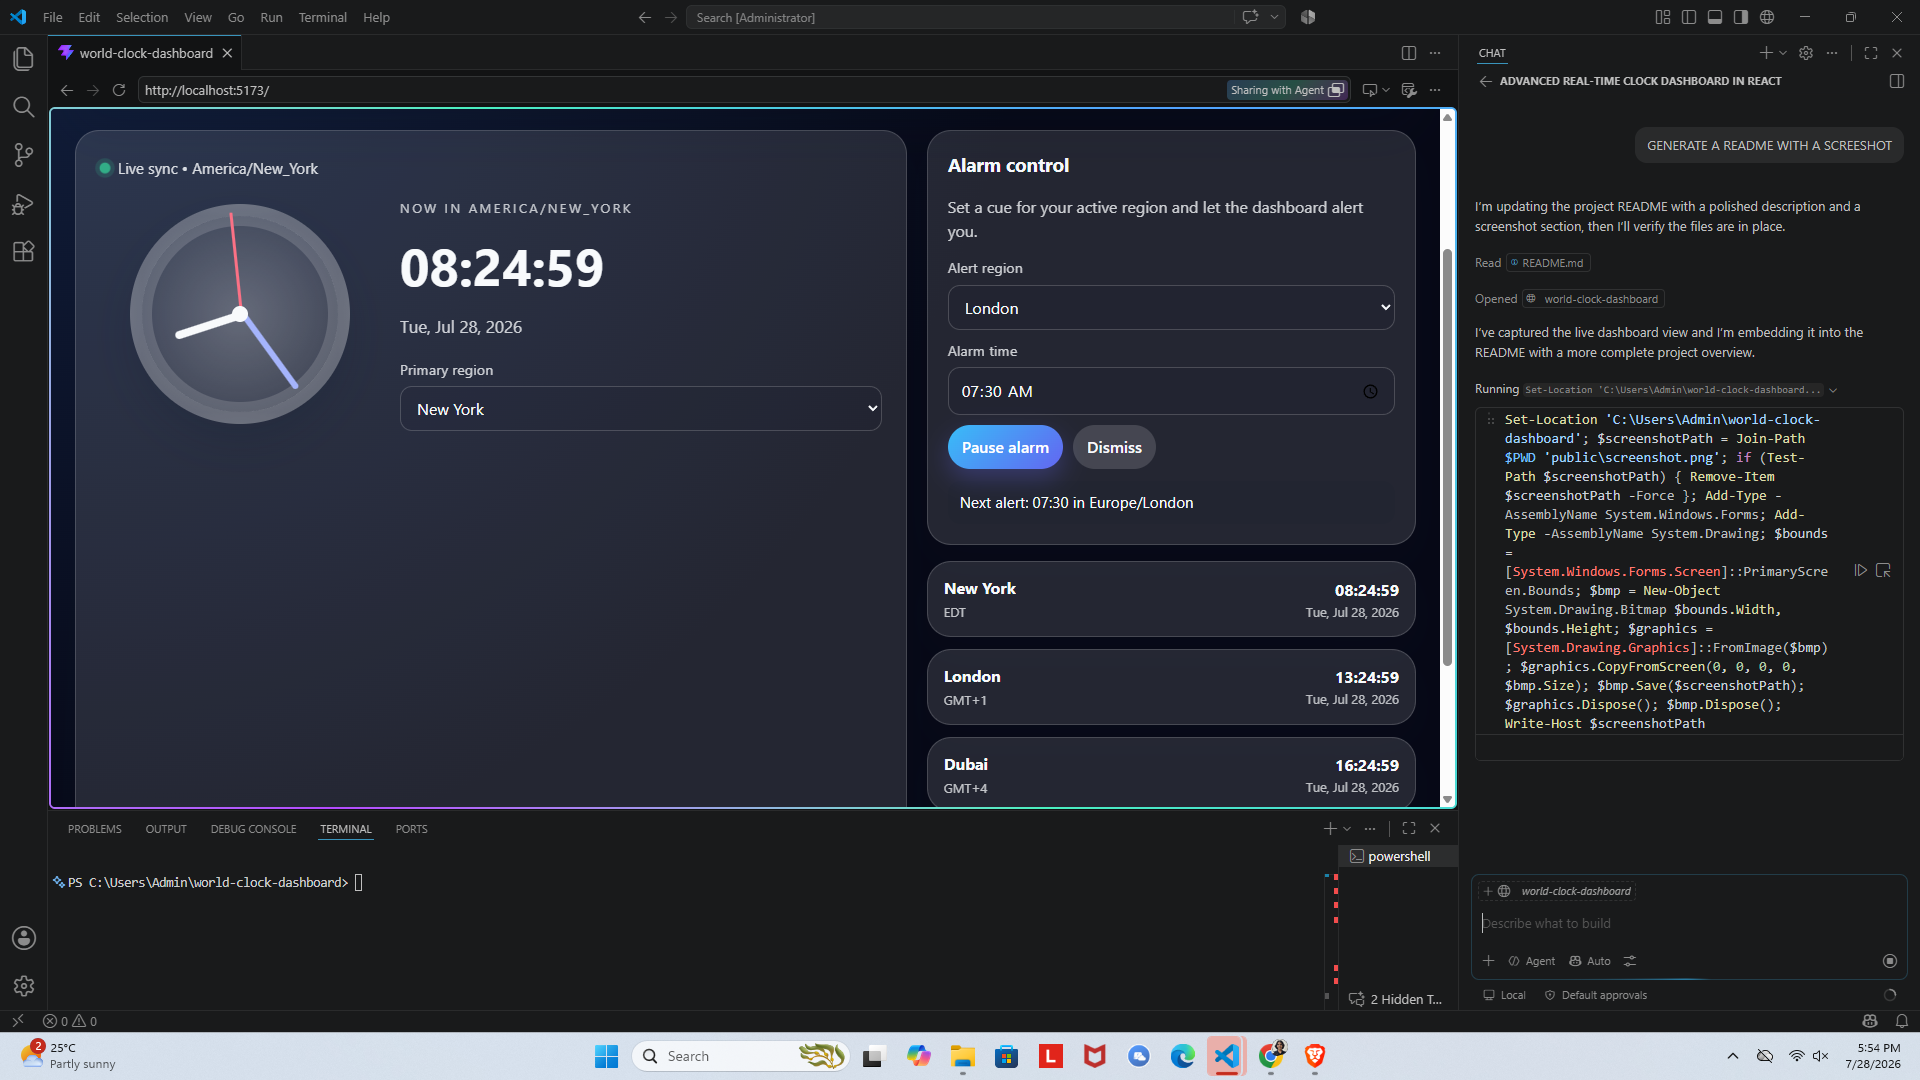 File Edit Selection View Go Run Terminal Help
Search [Administrator]
world-clock-dashboard
http://localhost:5173/
Sharing with Agent
Live sync • America/New_York
NOW IN AMERICA/NEW_YORK
08:24:59
Tue, Jul 28, 2026
Primary region
New York
Alarm control
Set a cue for your active region and let the dashboard alert
you.
Alert region
London
Alarm time
07:30 AM
Pause alarm Dismiss
Next alert: 07:30 in Europe/London
New York 08:24:59
EDT Tue, Jul 28, 2026
London 13:24:59
GMT+1 Tue, Jul 28, 2026
Dubai 16:24:59
GMT+4 Tue, Jul 28, 2026
PROBLEMS OUTPUT DEBUG CONSOLE TERMINAL PORTS
PS C:\Users\Admin\world-clock-dashboard>
powershell
2 Hidden T...
CHAT
ADVANCED REAL-TIME CLOCK DASHBOARD IN REACT
GENERATE A README WITH A SCREESHOT
I'm updating the project README with a polished description and a
screenshot section, then I'll verify the files are in place.
Read README.md
Opened world-clock-dashboard
I've captured the live dashboard view and I'm embedding it into the
README with a more complete project overview.
Running Set-Location 'C:\Users\Admin\world-clock-dashboard...
Set-Location 'C:\Users\Admin\world-clock-
dashboard'; $screenshotPath = Join-Path
$PWD 'public\screenshot.png'; if (Test-
Path $screenshotPath) { Remove-Item
$screenshotPath -Force }; Add-Type -
AssemblyName System.Windows.Forms; Add-
Type -AssemblyName System.Drawing; $bounds
=
[System.Windows.Forms.Screen]::PrimaryScre
en.Bounds; $bmp = New-Object
System.Drawing.Bitmap $bounds.Width,
$bounds.Height; $graphics =
[System.Drawing.Graphics]::FromImage($bmp)
; $graphics.CopyFromScreen(0, 0, 0, 0,
$bmp.Size); $bmp.Save($screenshotPath);
$graphics.Dispose(); $bmp.Dispose();
Write-Host $screenshotPath
world-clock-dashboard
Describe what to build
Agent Auto
Local Default approvals
0 0
2
25°C
Partly sunny
Search
L
5:54 PM
7/28/2026